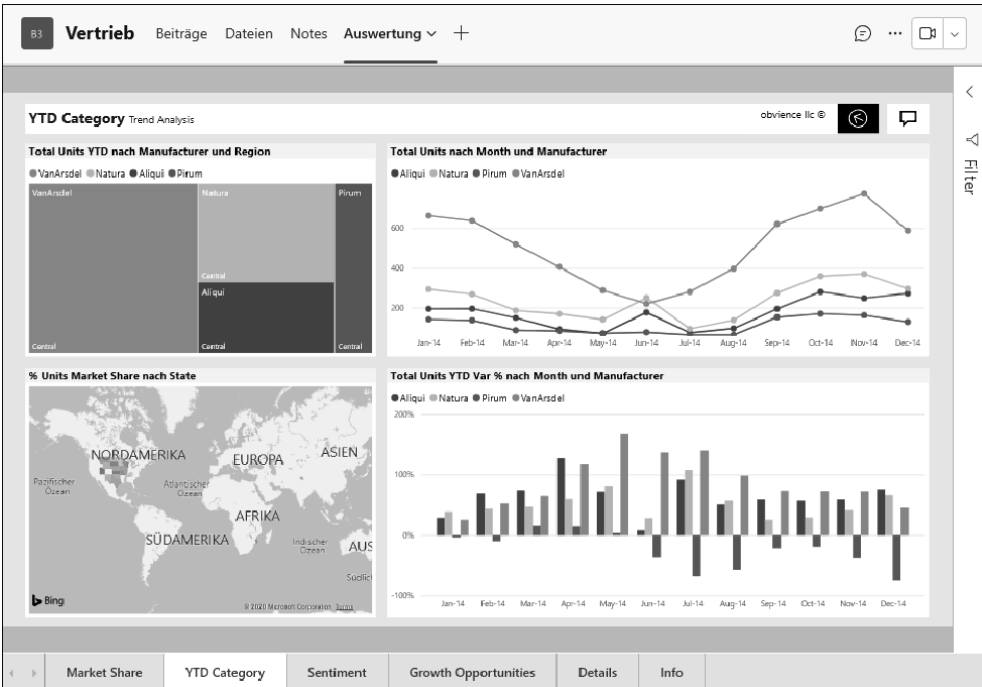 B3 Vertrieb Beiträge Dateien Notes Auswertung
YTD Category Trend Analysis
obvience llc ©
Filter
Total Units YTD nach Manufacturer und Region
VanArsdel Natura Aliqui Pirum
VanArsdel
Natura
Pirum
Central
Aliqui
Central
Central
Central
Total Units nach Month und Manufacturer
Aliqui Natura Pirum VanArsdel
600
400
200
Jan-14 Feb-14 Mar-14 Apr-14 May-14 Jun-14 Jul-14 Aug-14 Sep-14 Oct-14 Nov-14 Dec-14
% Units Market Share nach State
NORDAMERIKA
EUROPA
ASIEN
Pazifischer
Ozean
Atlantischer
Ozean
AFRIKA
SÜDAMERIKA
Indischer
Ozean
AUS
Südlic
Bing
© 2020 Microsoft Corporation Terms
Total Units YTD Var % nach Month und Manufacturer
Aliqui Natura Pirum VanArsdel
200%
100%
0%
-100%
Jan-14 Feb-14 Mar-14 Apr-14 May-14 Jun-14 Jul-14 Aug-14 Sep-14 Oct-14 Nov-14 Dec-14
Market Share YTD Category Sentiment Growth Opportunities Details Info